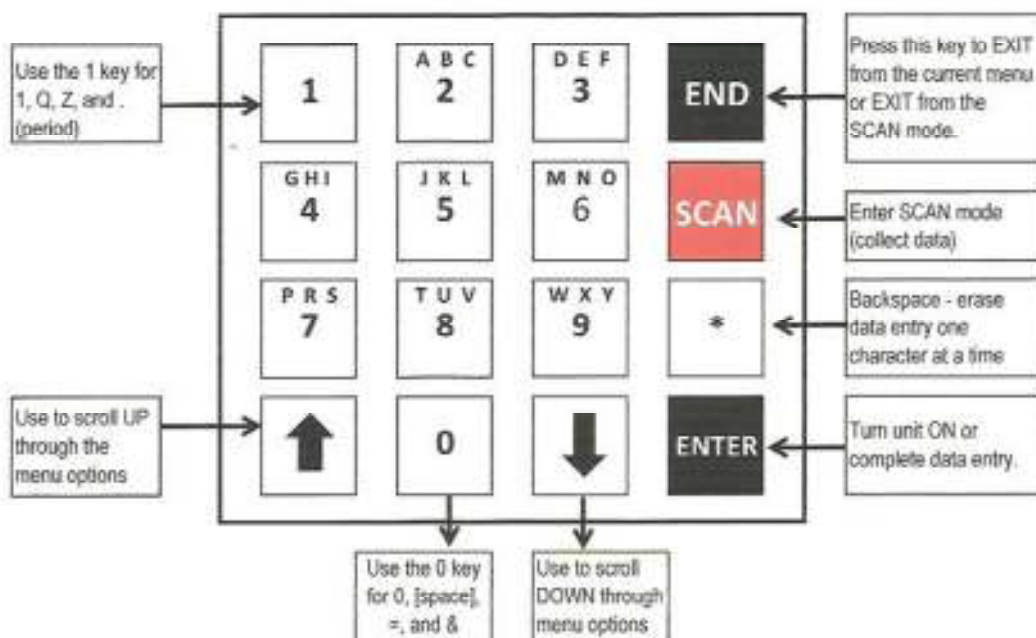 Use the 1 key for
1, Q, Z, and .
(period)
1
A B C
2
D E F
3
END
Press this key to EXIT
from the current menu
or EXIT from the
SCAN mode.
G H I
4
J K L
5
M N O
6
SCAN
Enter SCAN mode
(collect data)
P R S
7
T U V
8
W X Y
9
*
Backspace - erase
data entry one
character at a time
Use to scroll UP
through the
menu options
0
ENTER
Turn unit ON or
complete data entry.
Use the 0 key
for 0, [space],
=, and &
Use to scroll
DOWN through
menu options